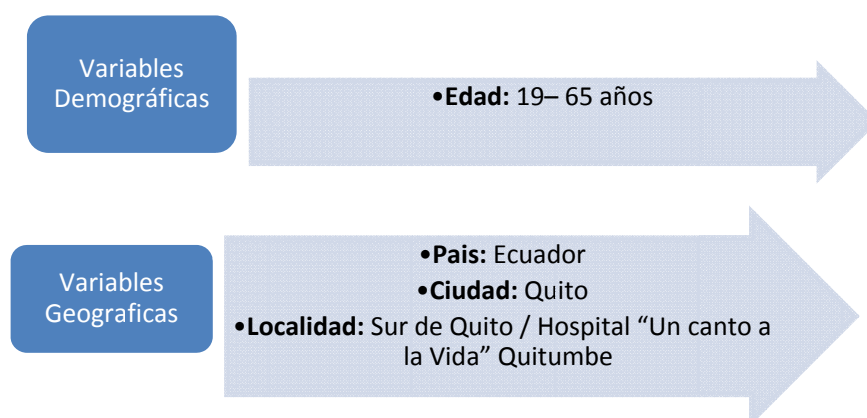 Variables
Demográficas
•Edad: 19– 65 años
Variables
Geograficas
•Pais: Ecuador
•Ciudad: Quito
•Localidad: Sur de Quito / Hospital “Un canto a
la Vida” Quitumbe